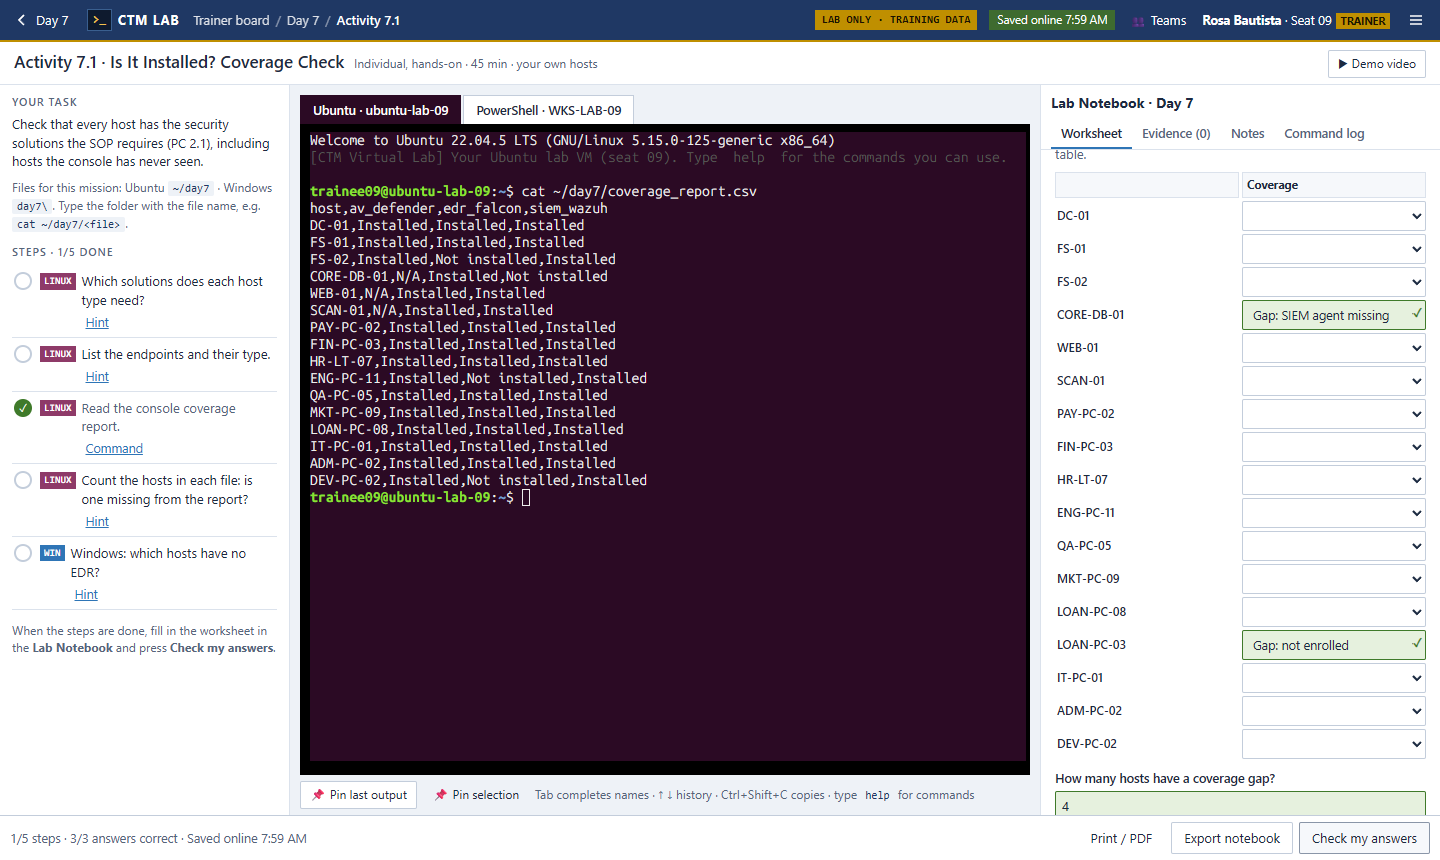 Day 7
>_ CTM LAB
Trainer board / Day 7 / Activity 7.1
LAB ONLY · TRAINING DATA
Saved online 7:59 AM
Teams
Rosa Bautista · Seat 09 TRAINER
Activity 7.1 · Is It Installed? Coverage Check
Individual, hands-on · 45 min · your own hosts
▶ Demo video
YOUR TASK
Check that every host has the security
solutions the SOP requires (PC 2.1), including
hosts the console has never seen.
Files for this mission: Ubuntu ~/day7 · Windows
day7\ . Type the folder with the file name, e.g.
cat ~/day7/<file> .
STEPS · 1/5 DONE
LINUX Which solutions does each host
type need?
Hint
LINUX List the endpoints and their type.
Hint
LINUX Read the console coverage
report.
Command
LINUX Count the hosts in each file: is
one missing from the report?
Hint
WIN Windows: which hosts have no
EDR?
Hint
When the steps are done, fill in the worksheet in
the Lab Notebook and press Check my answers.
Ubuntu · ubuntu-lab-09
PowerShell · WKS-LAB-09
Welcome to Ubuntu 22.04.5 LTS (GNU/Linux 5.15.0-125-generic x86_64)
[CTM Virtual Lab] Your Ubuntu lab VM (seat 09). Type help for the commands you can use.
trainee09@ubuntu-lab-09:~$ cat ~/day7/coverage_report.csv
host,av_defender,edr_falcon,siem_wazuh
DC-01,Installed,Installed,Installed
FS-01,Installed,Installed,Installed
FS-02,Installed,Not installed,Installed
CORE-DB-01,N/A,Installed,Not installed
WEB-01,N/A,Installed,Installed
SCAN-01,N/A,Installed,Installed
PAY-PC-02,Installed,Installed,Installed
FIN-PC-03,Installed,Installed,Installed
HR-LT-07,Installed,Installed,Installed
ENG-PC-11,Installed,Not installed,Installed
QA-PC-05,Installed,Installed,Installed
MKT-PC-09,Installed,Installed,Installed
LOAN-PC-08,Installed,Installed,Installed
IT-PC-01,Installed,Installed,Installed
ADM-PC-02,Installed,Installed,Installed
DEV-PC-02,Installed,Not installed,Installed
trainee09@ubuntu-lab-09:~$
Pin last output
Pin selection
Tab completes names · ↑ ↓ history · Ctrl+Shift+C copies · type help for commands
Lab Notebook · Day 7
Worksheet
Evidence (0)
Notes
Command log
table.
Coverage
DC-01
FS-01
FS-02
CORE-DB-01 Gap: SIEM agent missing ✓
WEB-01
SCAN-01
PAY-PC-02
FIN-PC-03
HR-LT-07
ENG-PC-11
QA-PC-05
MKT-PC-09
LOAN-PC-08
LOAN-PC-03 Gap: not enrolled ✓
IT-PC-01
ADM-PC-02
DEV-PC-02
How many hosts have a coverage gap?
4
1/5 steps · 3/3 answers correct · Saved online 7:59 AM
Print / PDF
Export notebook
Check my answers